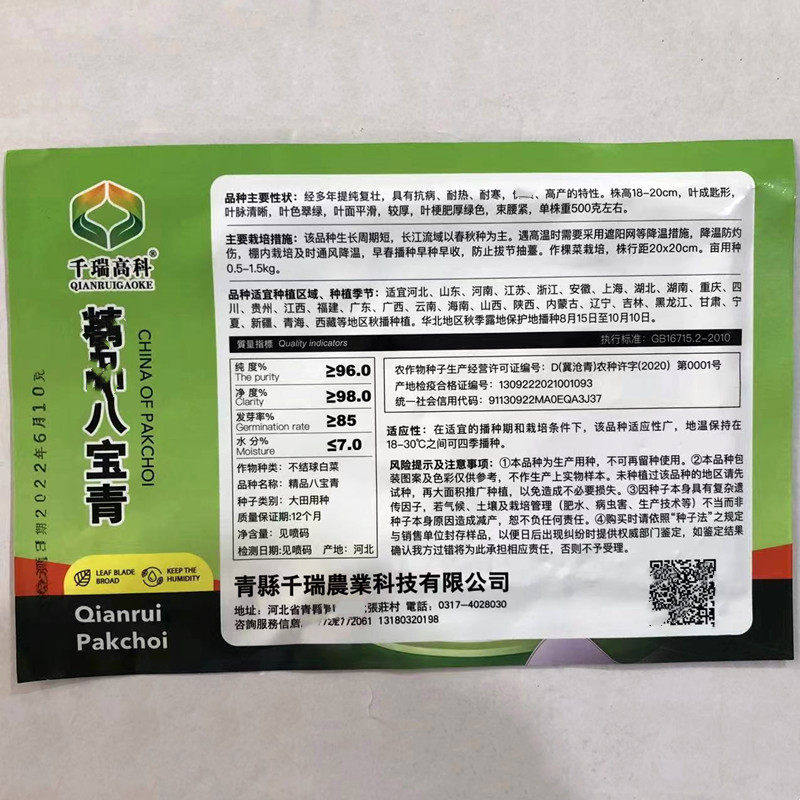 千瑞高科®
QIANRUIGAOKE
八宝青
CHINA OF PAKCHOI
日期2022年6月10克
LEAF BLADE
BROAD
KEEP THE
HUMIDITY
Qianrui
Pakchoi
品种主要性状: 经多年提纯复壮,具有抗病、耐热、耐寒、 、高产的特性。株高18-20cm,叶成匙形,
叶脉清晰,叶色翠绿,叶面平滑,较厚,叶梗肥厚绿色,束腰紧,单株重500克左右。
主要栽培措施: 该品种生长周期短,长江流域以春秋种为主。遇高温时需要采用遮阳网等降温措施,降温防灼
伤,棚内栽培及时通风降温,早春播种早种早收,防止拔节抽薹。作棵菜栽培,株行距20x20cm。亩用种
0.5-1.5kg。
品种适宜种植区域、种植季节: 适宜河北、山东、河南、江苏、浙江、安徽、上海、湖北、湖南、重庆、四
川、贵州、江西、福建、广东、广西、云南、海南、山西、陕西、内蒙古、辽宁、吉林、黑龙江、甘肃、宁
夏、新疆、青海、西藏等地区秋播种植。华北地区秋季露地保护地播种8月15日至10月10日。
質量指標 Quality indicators
执行标准: GB16715.2-2010
纯 度%
The purity
≥96.0
净 度%
Clarity
≥98.0
发芽率%
Germination rate
≥85
水 分%
Moisture
≤7.0
作物种类: 不结球白菜
品种名称: 精品八宝青
种子类别: 大田用种
质量保证期:12个月
净含量: 见喷码
检测日期:见喷码 产地: 河北
农作物种子生产经营许可证编号: D(冀沧青)农种许字(2020) 第0001号
产地检疫合格证编号: 1309222021001093
统一社会信用代码: 91130922MA0EQA3J37
适应性: 在适宜的播种期和栽培条件下,该品种适应性广,地温保持在
18-30℃之间可四季播种。
风险提示及注意事项: ①本品种为生产用种,不可再留种使用。②本品种包
装图案及色彩仅供参考,不作生产上实物样本。未种植过该品种的地区请先
试种,再大面积推广种植,以免造成不必要损失。③因种子本身具有复杂遗
传因子,若气候、土壤及栽培管理(肥水、病虫害、生产技术等)不当而非
种子本身原因造成减产,恕不负任何责任。④购买时请依照“种子法”之规定
与销售单位封存样品,以便日后出现纠纷时提供权威部门鉴定,如鉴定结果
确认我方过错将为此承担相应责任,否则不予受理。
青縣千瑞農業科技有限公司
地址: 河北省青縣 張莊村 電話: 0317-4028030
咨詢服務信息 2061 13180320198